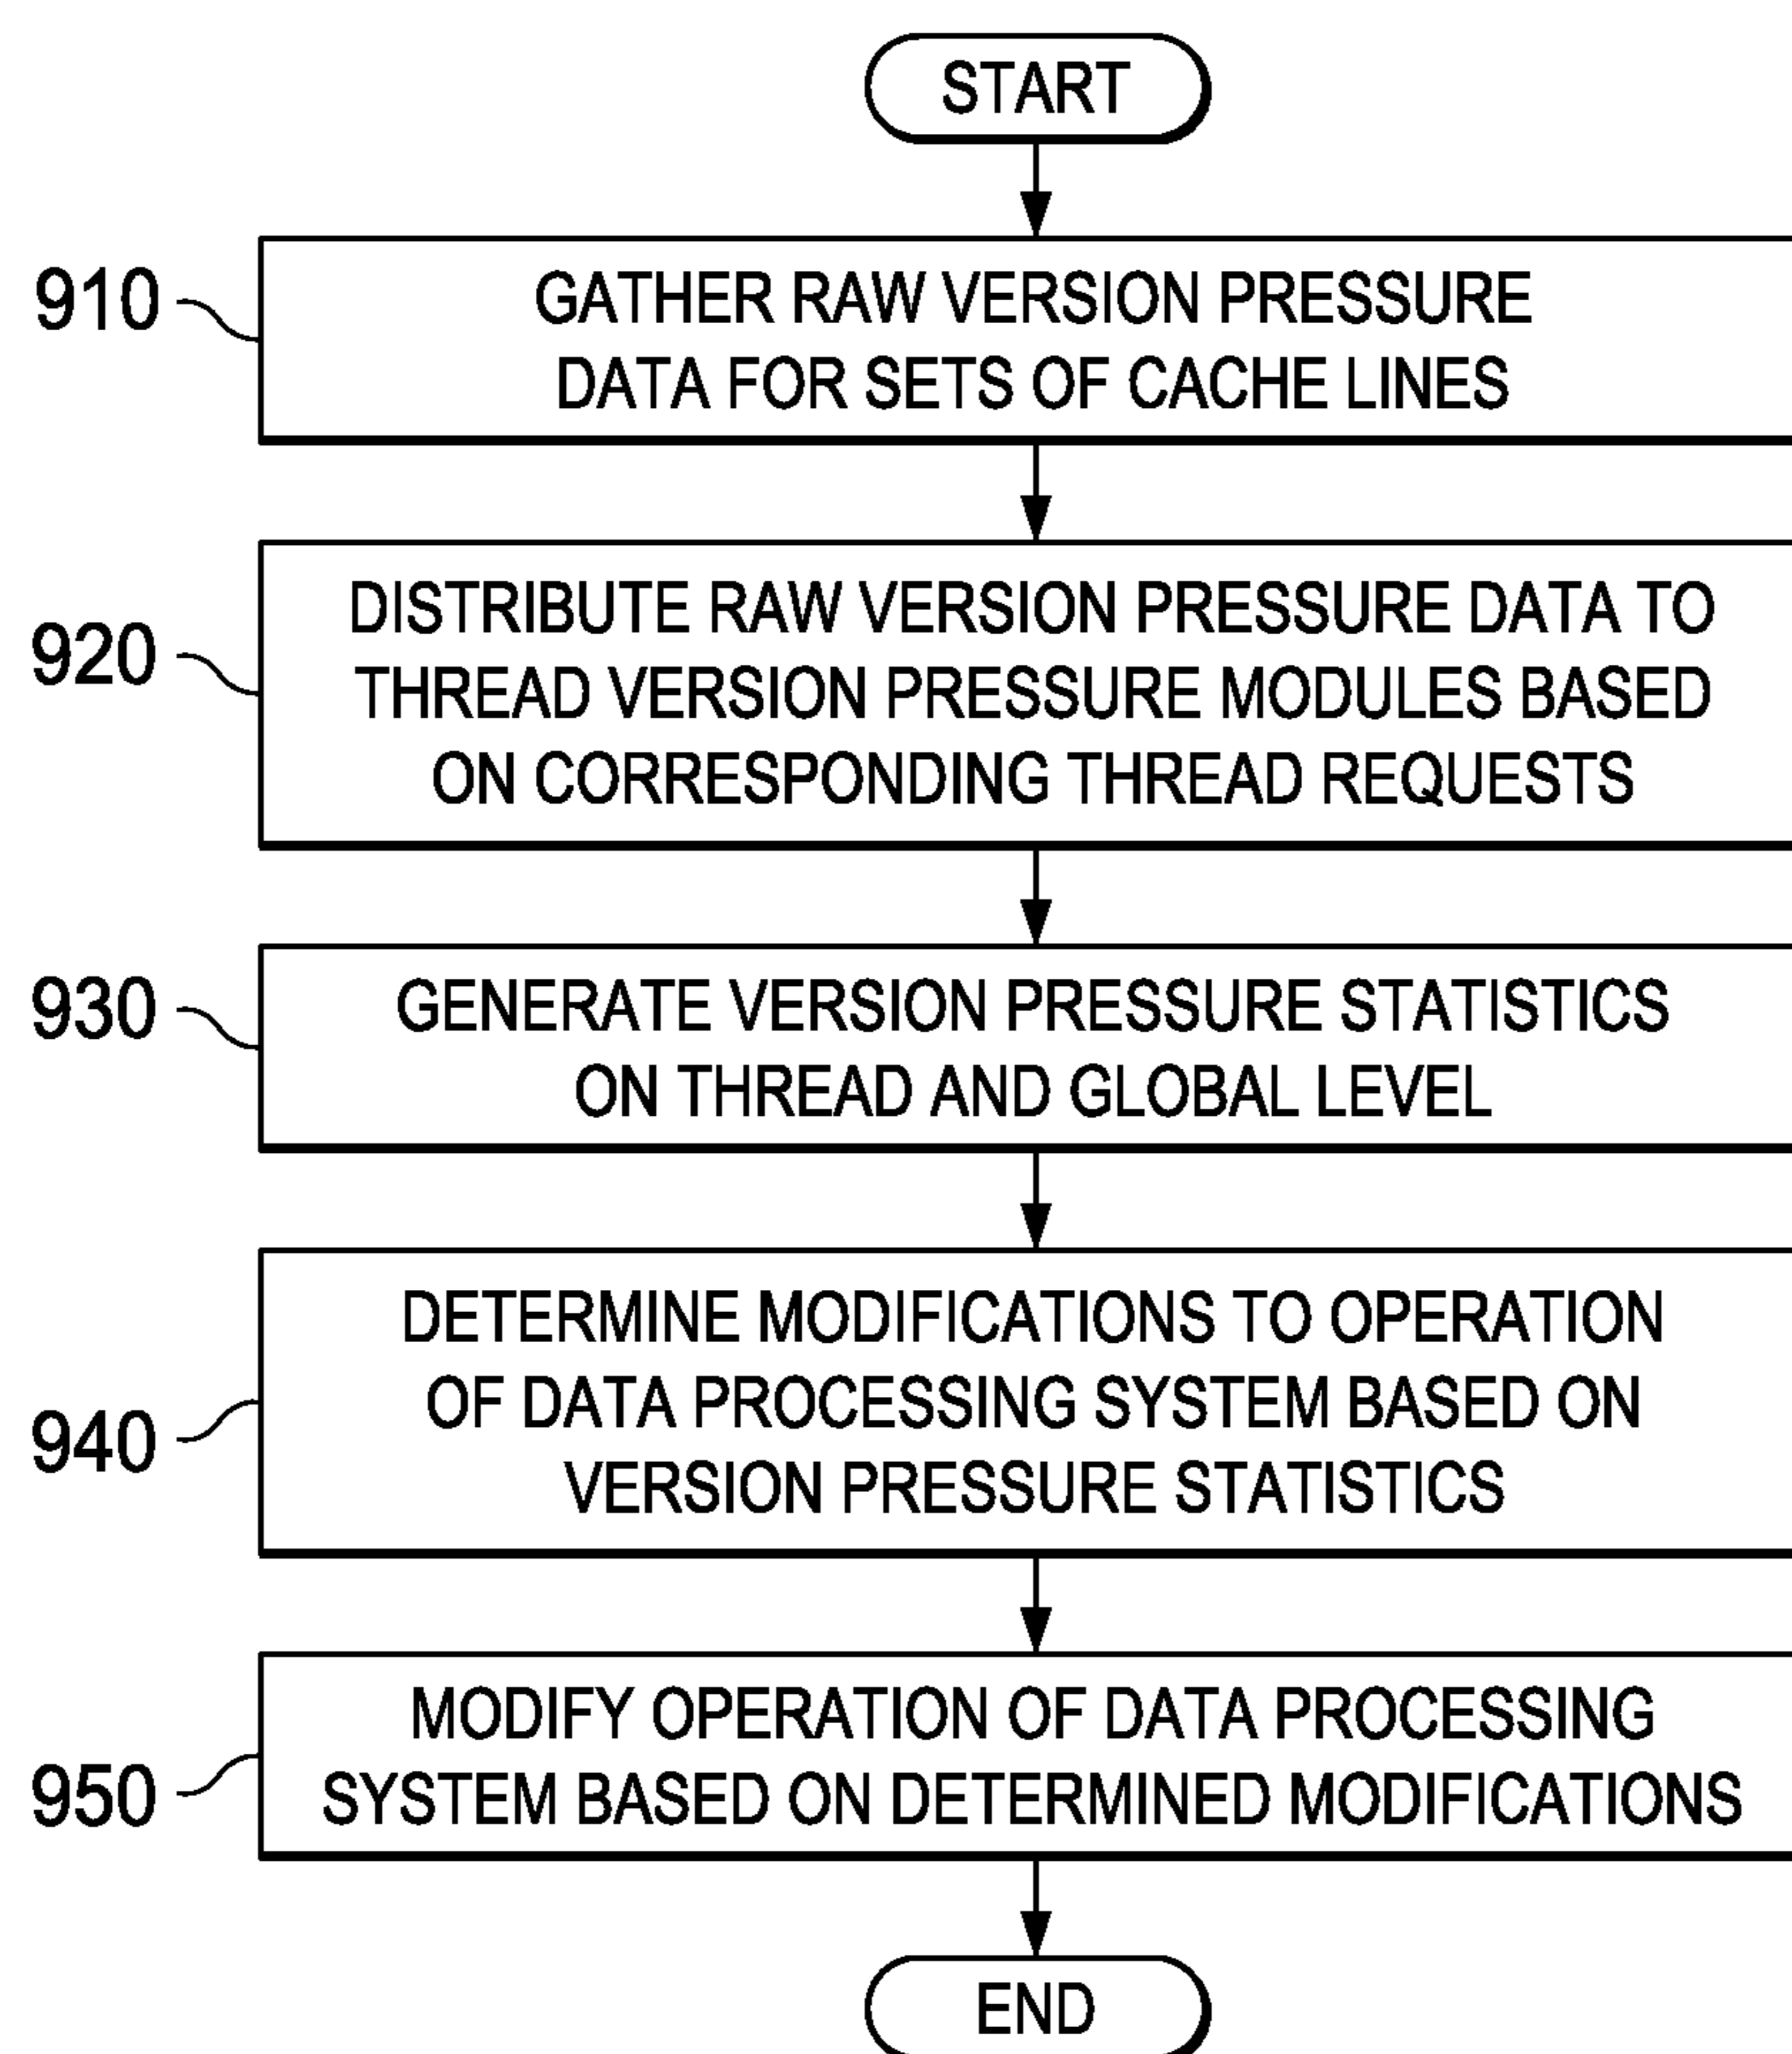 START
910
GATHER RAW VERSION PRESSURE
DATA FOR SETS OF CACHE LINES
920
DISTRIBUTE RAW VERSION PRESSURE DATA TO
THREAD VERSION PRESSURE MODULES BASED
ON CORRESPONDING THREAD REQUESTS
930
GENERATE VERSION PRESSURE STATISTICS
ON THREAD AND GLOBAL LEVEL
940
DETERMINE MODIFICATIONS TO OPERATION
OF DATA PROCESSING SYSTEM BASED ON
VERSION PRESSURE STATISTICS
950
MODIFY OPERATION OF DATA PROCESSING
SYSTEM BASED ON DETERMINED MODIFICATIONS
END